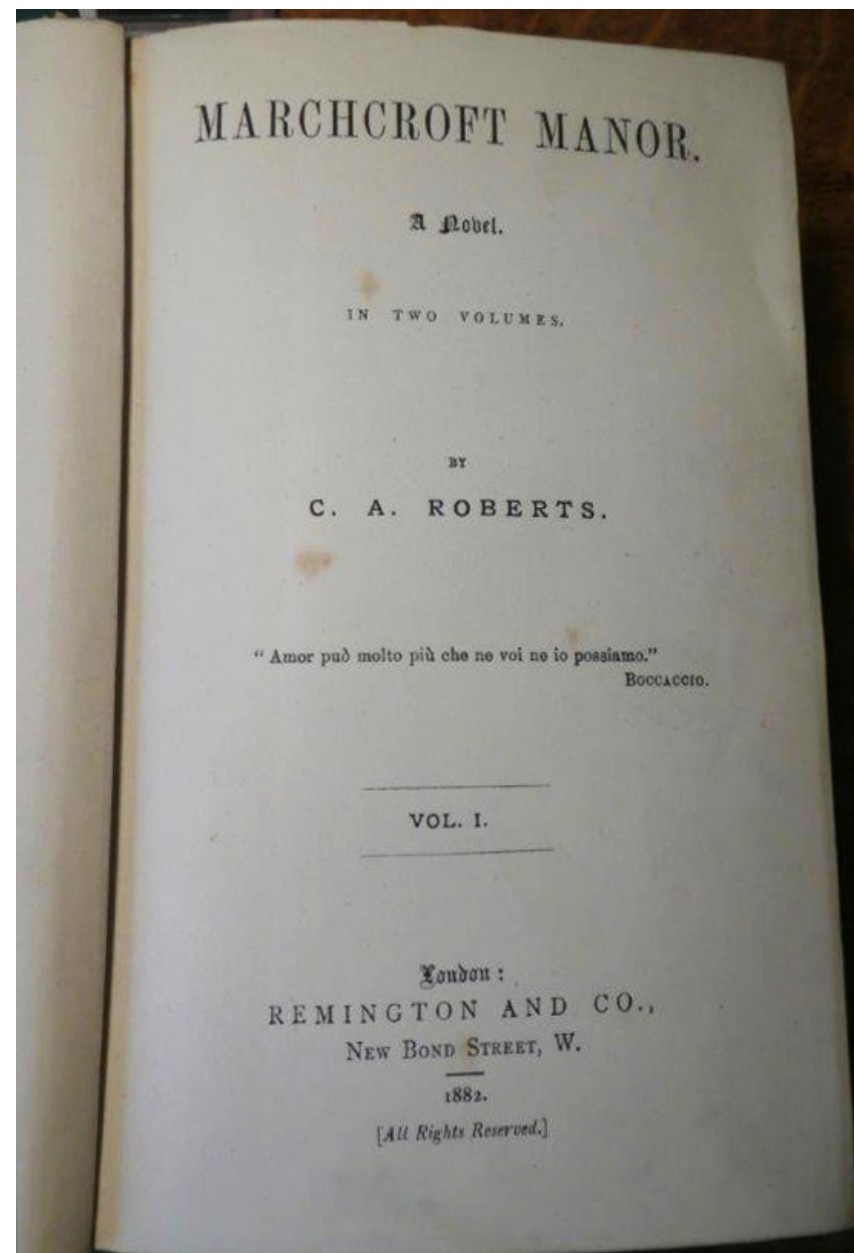 MARCHCROFT MANOR.
A Novel.
IN TWO VOLUMES.
BY
C. A. ROBERTS.
“Amor può molto più che ne voi ne io possiamo.”
BOCCACCIO.
VOL. I.
London:
REMINGTON AND CO.,
NEW BOND STREET, W.
1882.
[All Rights Reserved.]